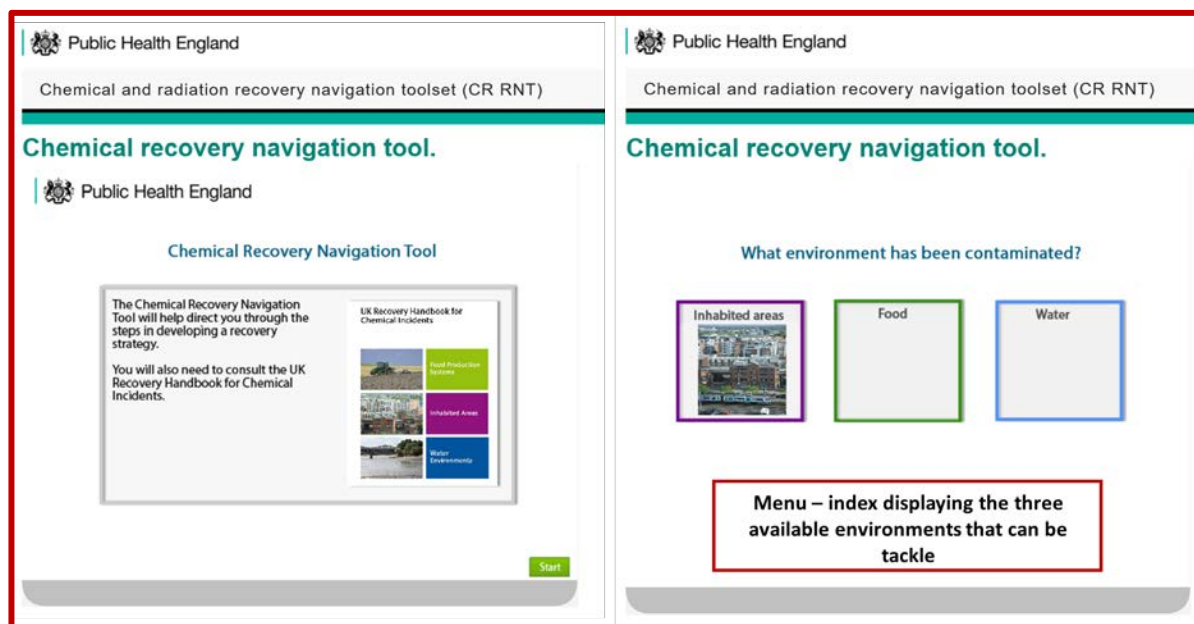 Public Health England
Chemical and radiation recovery navigation toolset (CR RNT)
Chemical recovery navigation tool.
Public Health England
Chemical Recovery Navigation Tool
The Chemical Recovery Navigation
Tool will help direct you through the
steps in developing a recovery
strategy.
You will also need to consult the UK
Recovery Handbook for Chemical
Incidents.
UK Recovery Handbook for
Chemical Incidents
Food Production
Systems
Inhabited Areas
Water
Environments
Start
Public Health England
Chemical and radiation recovery navigation toolset (CR RNT)
Chemical recovery navigation tool.
What environment has been contaminated?
Inhabited areas
Food
Water
Menu – index displaying the three
available environments that can be
tackle